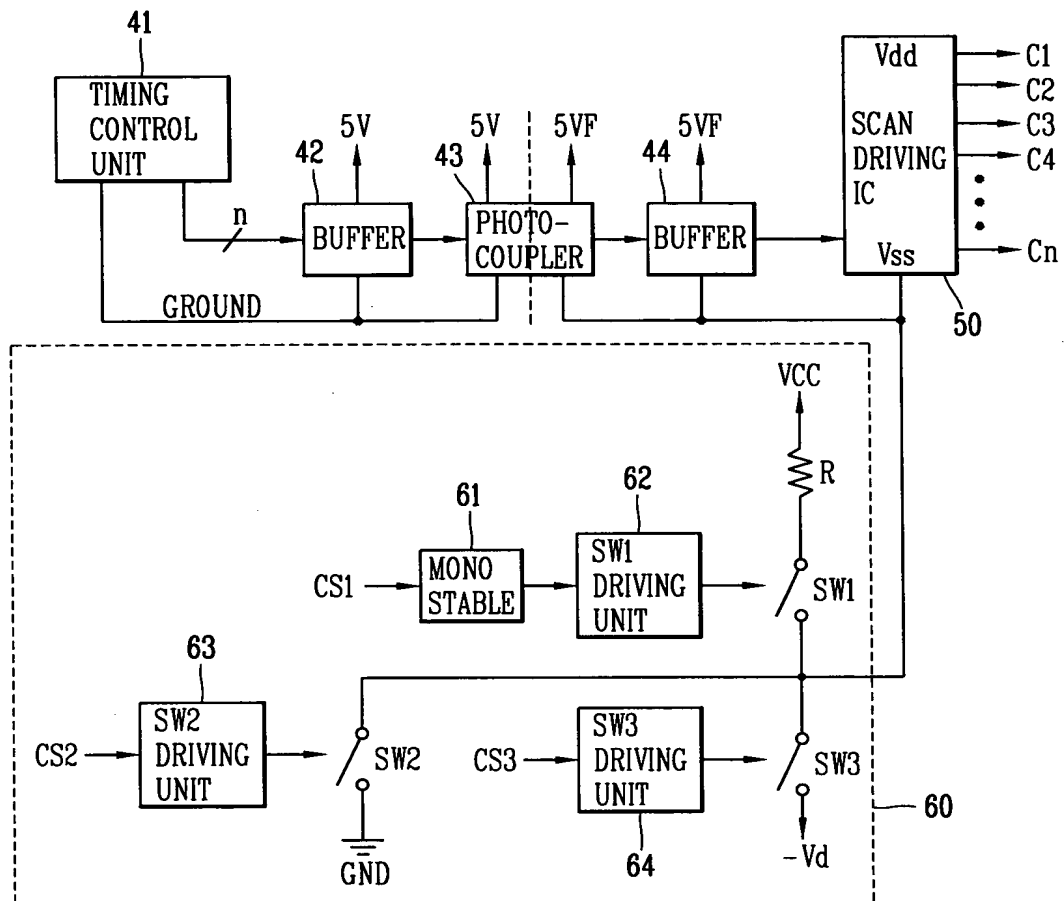 41
TIMING
CONTROL
UNIT
n
42
5V
BUFFER
43
5V
5VF
PHOTO-
COUPLER
44
5VF
BUFFER
Vdd
SCAN
DRIVING
IC
Vss
50
C1
C2
C3
C4
Cn
GROUND
VCC
R
61
CS1
MONO
STABLE
62
SW1
DRIVING
UNIT
SW1
63
CS2
SW2
DRIVING
UNIT
SW2
GND
CS3
SW3
DRIVING
UNIT
64
SW3
-Vd
60